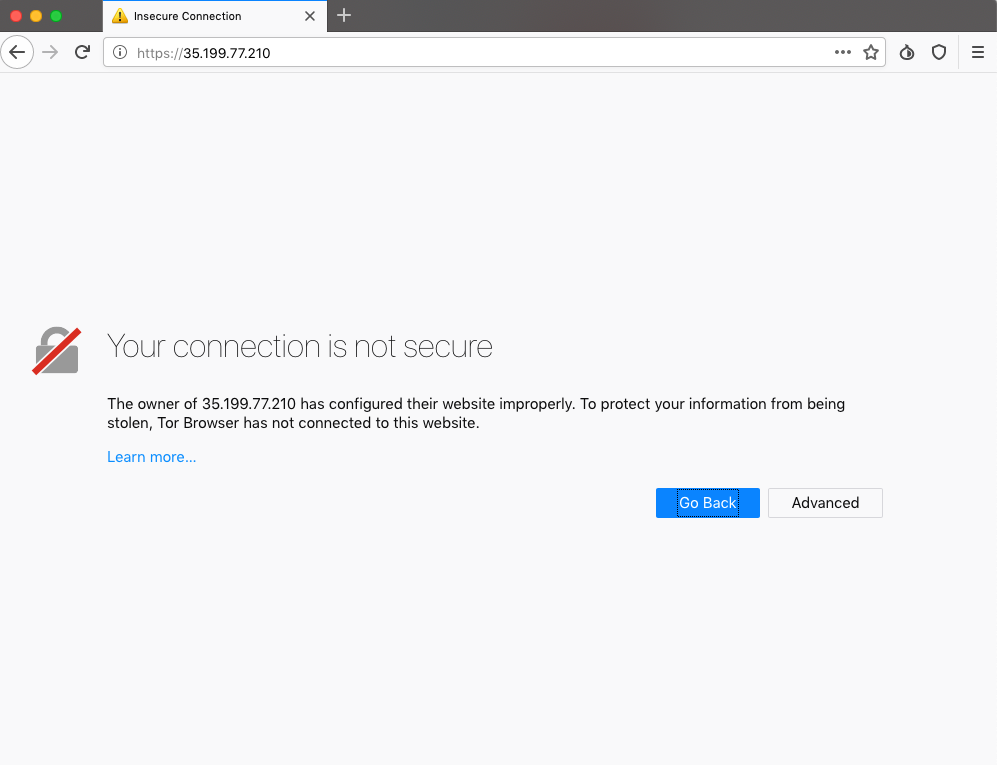 Insecure Connection
https://35.199.77.210
Your connection is not secure
The owner of 35.199.77.210 has configured their website improperly. To protect your information from being
stolen, Tor Browser has not connected to this website.
Learn more...
Go Back
Advanced